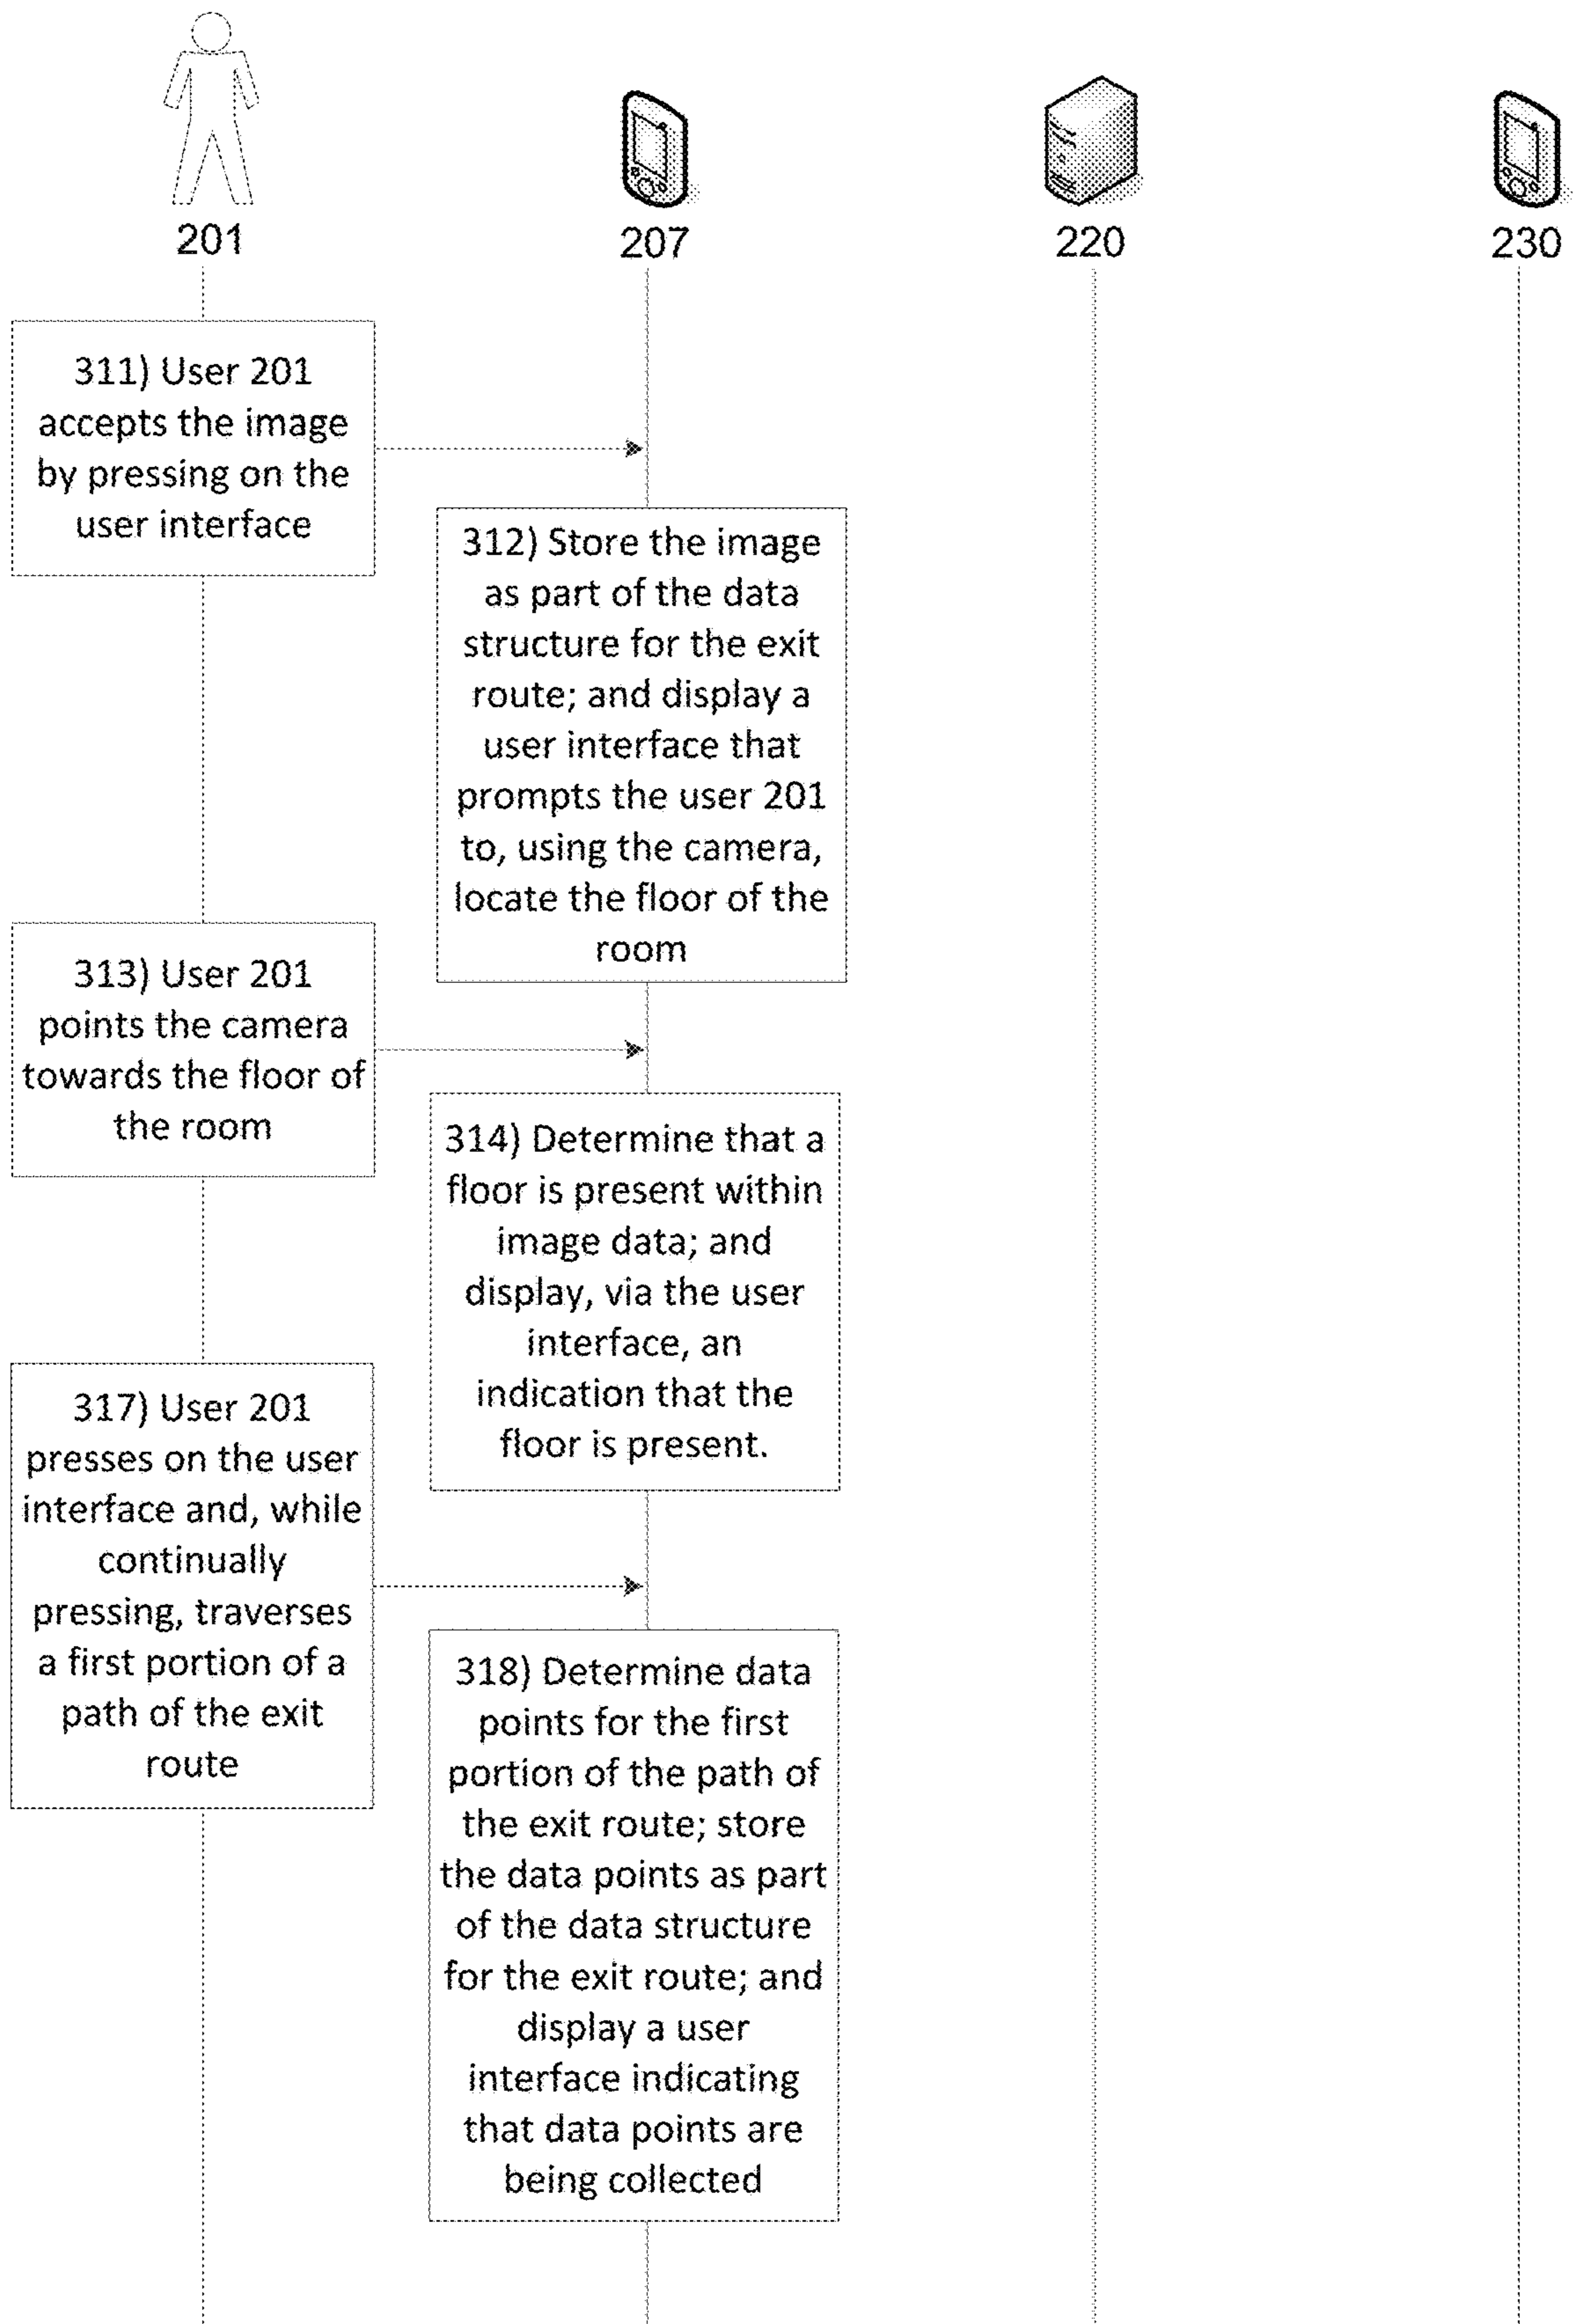 201
207
220
230
311) User 201
accepts the image
by pressing on the
user interface
312) Store the image
as part of the data
structure for the exit
route; and display a
user interface that
prompts the user 201
to, using the camera,
locate the floor of the
room
313) User 201
points the camera
towards the floor of
the room
314) Determine that a
floor is present within
image data; and
display, via the user
interface, an
indication that the
floor is present.
317) User 201
presses on the user
interface and, while
continually
pressing, traverses
a first portion of a
path of the exit
route
318) Determine data
points for the first
portion of the path of
the exit route; store
the data points as part
of the data structure
for the exit route; and
display a user
interface indicating
that data points are
being collected